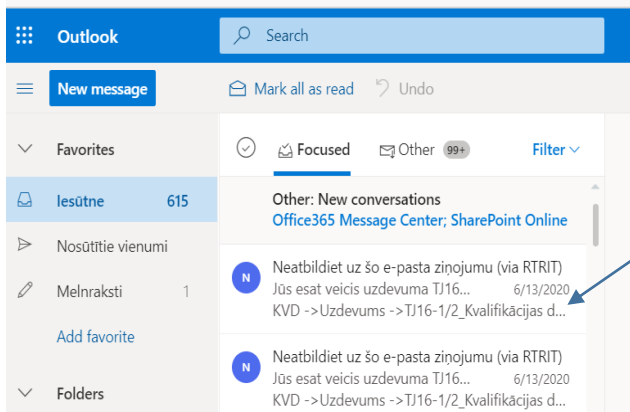 Outlook
Search
New message
Mark all as read
Undo
Favorites
Focused
Other 99+
Filter
Iesūtne 615
Other: New conversations
Office365 Message Center; SharePoint Online
Nosūtītie vienumi
Neatbildiet uz šo e-pasta ziņojumu (via RTRIT)
N
Jūs esat veicis uzdevuma TJ16... 6/13/2020
Melnraksti 1
KVD ->Uzdevums ->TJ16-1/2_Kvalifikācijas d...
Add favorite
Neatbildiet uz šo e-pasta ziņojumu (via RTRIT)
N
Jūs esat veicis uzdevuma TJ16... 6/13/2020
Folders
KVD ->Uzdevums ->TJ16-1/2_Kvalifikācijas d...